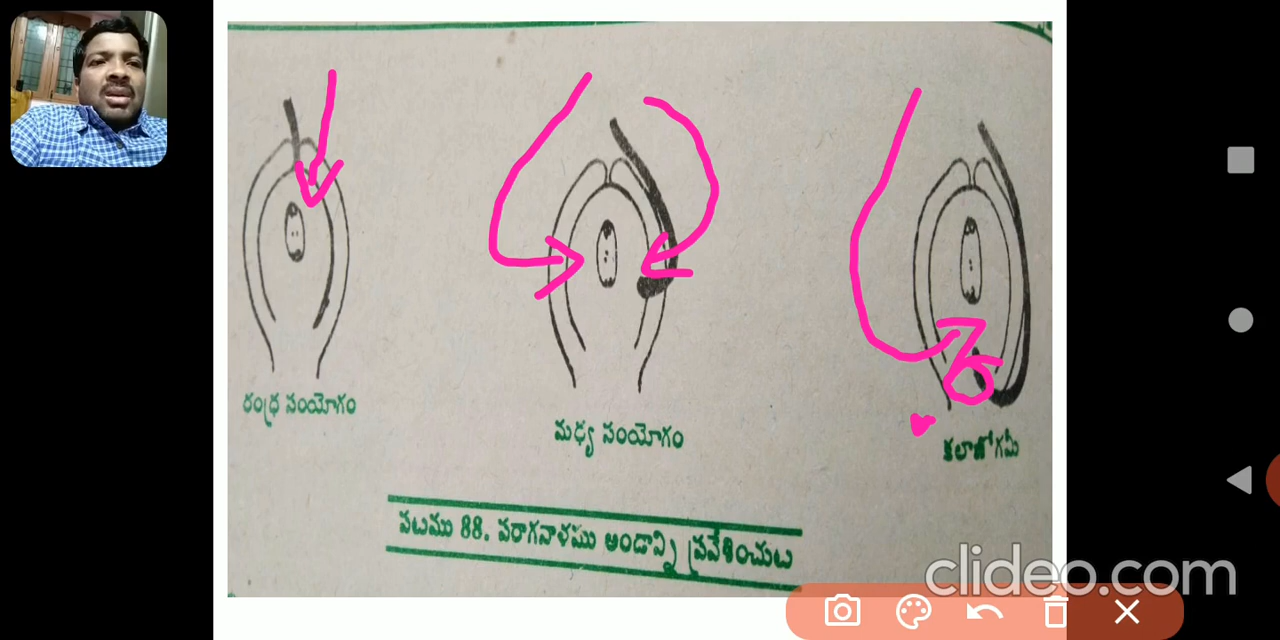 రంధ్ర సంయోగం
మధ్య సంయోగం
కలాజోగమీ
పటము 88. పరాగనాళము అండాన్ని ప్రవేశించుట
clideo.com